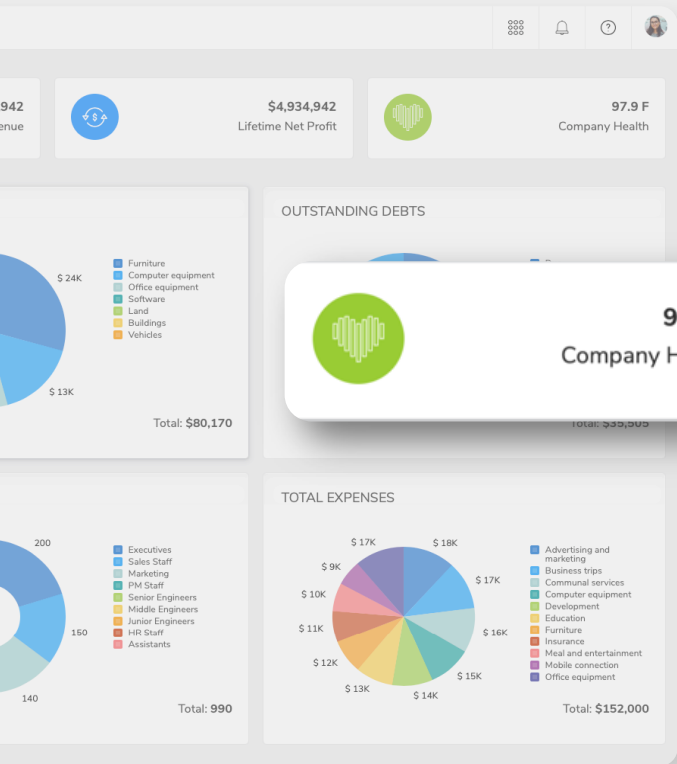 942
enue
$4,934,942
Lifetime Net Profit
97.9 F
Company Health
$ 24K
$ 13K
Furniture
Computer equipment
Office equipment
Software
Land
Buildings
Vehicles
Total: $80,170
OUTSTANDING DEBTS
9
Company H
Total: $35,505
200
150
140
Executives
Sales Staff
Marketing
PM Staff
Senior Engineers
Middle Engineers
Junior Engineers
HR Staff
Assistants
Total: 990
TOTAL EXPENSES
$ 17K
$ 18K
$ 9K
$ 17K
$ 10K
$ 11K
$ 16K
$ 12K
$ 15K
$ 13K
$ 14K
Advertising and
marketing
Business trips
Communal services
Computer equipment
Development
Education
Furniture
Insurance
Meal and entertainment
Mobile connection
Office equipment
Total: $152,000